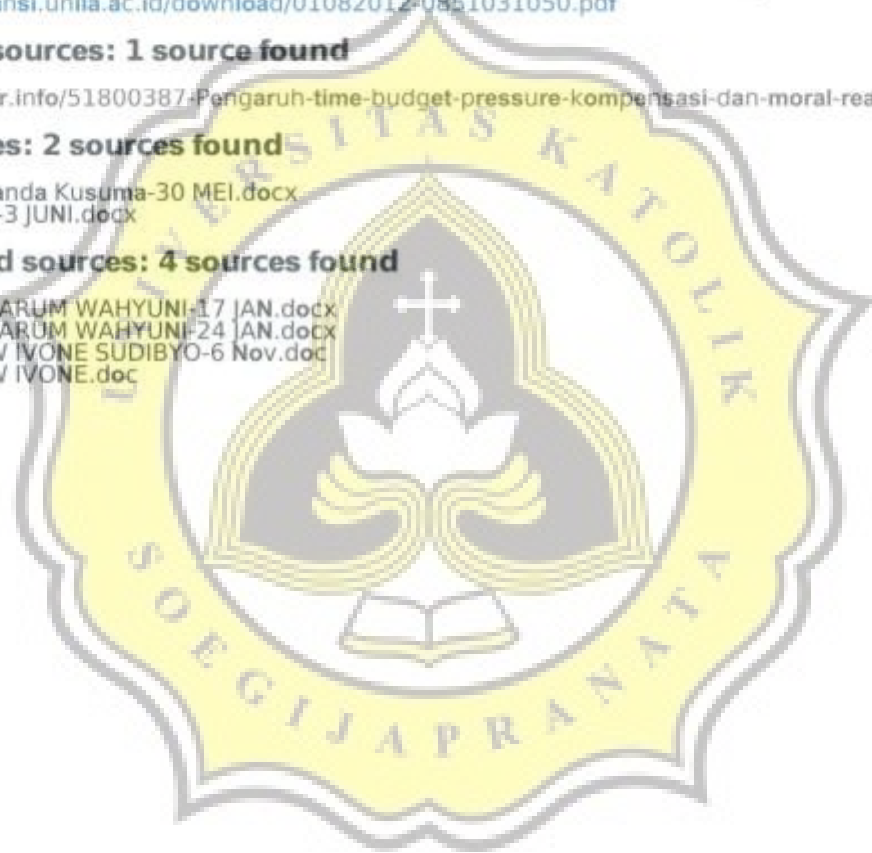 nsi.unila.ac.id/download/01082012-0851031050.pdf
sources: 1 source found
r.info/51800387-Pengaruh-time-budget-pressure-kompensasi-dan-moral-rea
es: 2 sources found
anda Kusuma-30 MEI.docx
-3 JUNI.docx
d sources: 4 sources found
ARUM WAHYUNI-17 JAN.docx
ARUM WAHYUNI-24 JAN.docx
IVONE SUDIBYO-6 Nov.doc
IVONE.doc
UNIVERSITAS KATOLIK
SOEGIJAPRANATA